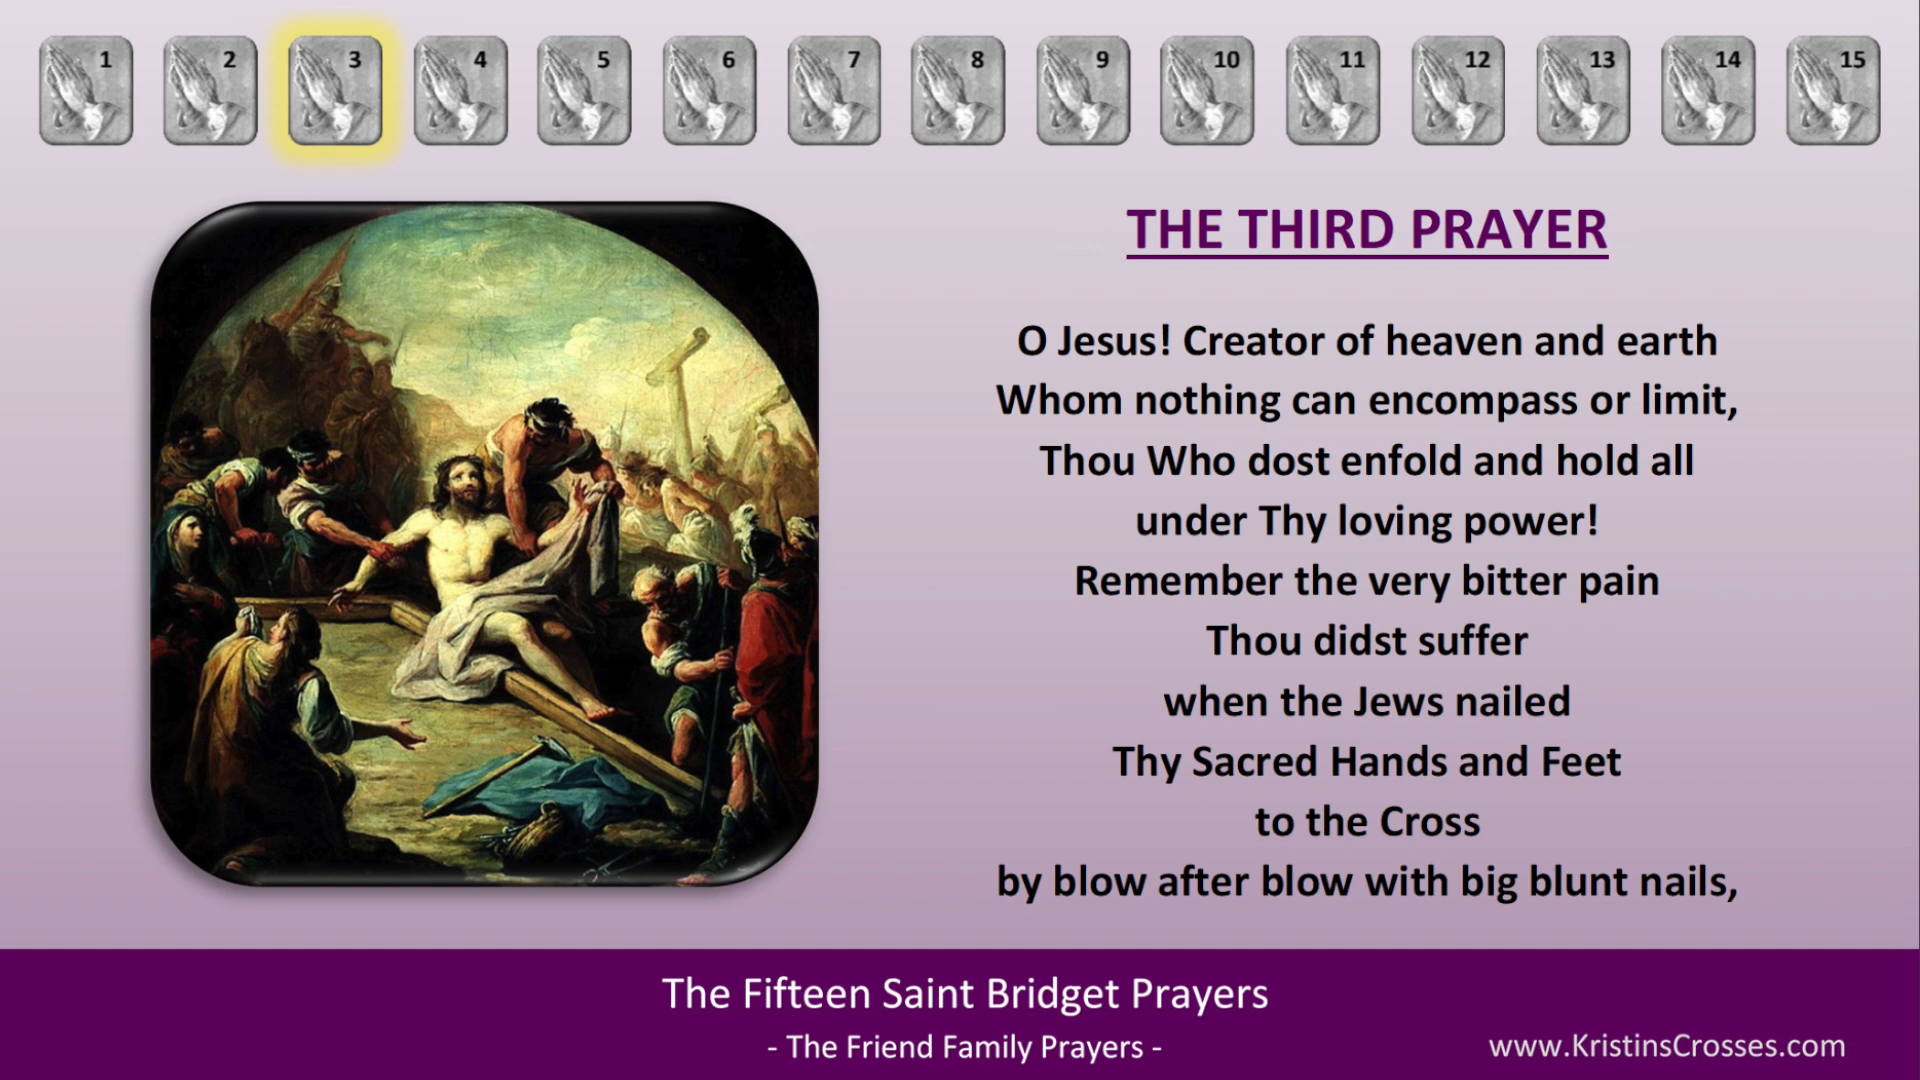 1 2 3 4 5 6 7 8 9 10 11 12 13 14 15
THE THIRD PRAYER
O Jesus! Creator of heaven and earth
Whom nothing can encompass or limit,
Thou Who dost enfold and hold all
under Thy loving power!
Remember the very bitter pain
Thou didst suffer
when the Jews nailed
Thy Sacred Hands and Feet
to the Cross
by blow after blow with big blunt nails,
The Fifteen Saint Bridget Prayers
- The Friend Family Prayers -
www.KristinsCrosses.com